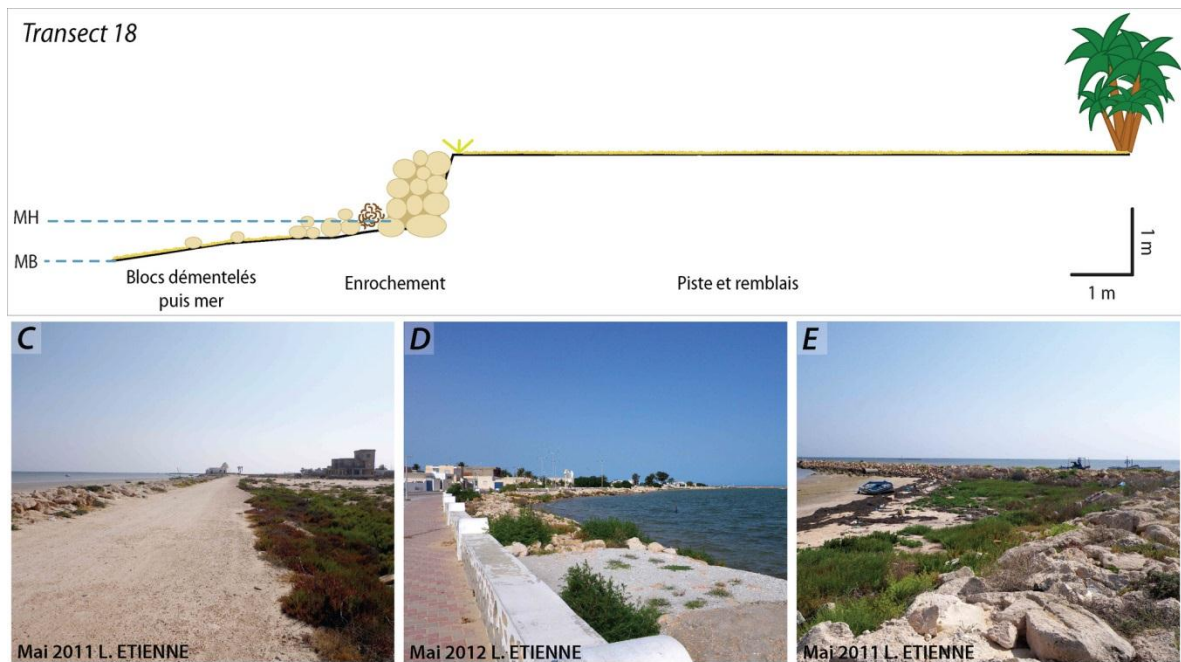 Transect 18
MH
MB
Blocs démentelés
puis mer
Enrochement
Piste et remblais
1 m
1 m
C
D
E
Mai 2011 L. ETIENNE
Mai 2012 L. ETIENNE
Mai 2011 L. ETIENNE